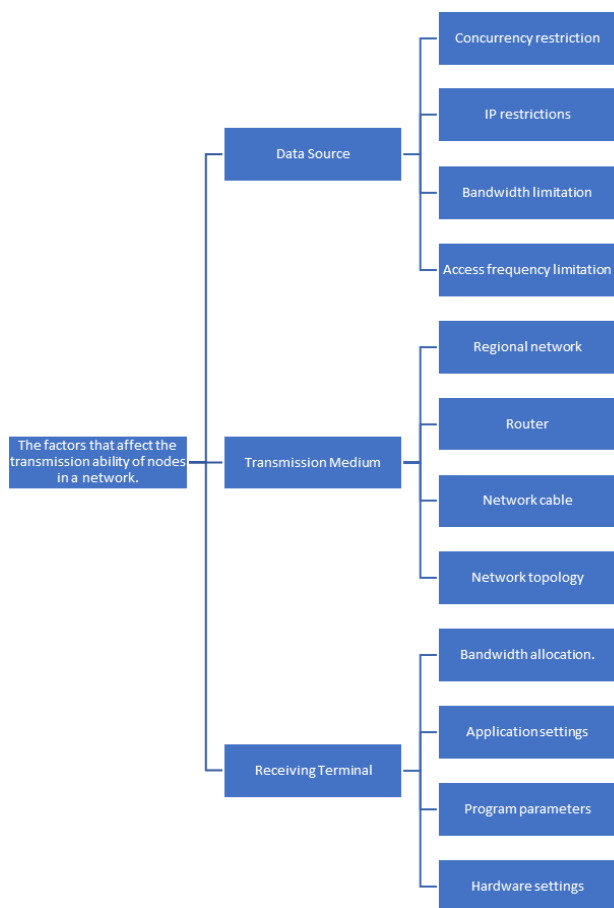 Concurrency restriction
IP restrictions
Data Source
Bandwidth limitation
Access frequency limitation
Regional network
Router
The factors that affect the
transmission ability of nodes
in a network.
Transmission Medium
Network cable
Network topology
Bandwidth allocation.
Application settings
Receiving Terminal
Program parameters
Hardware settings